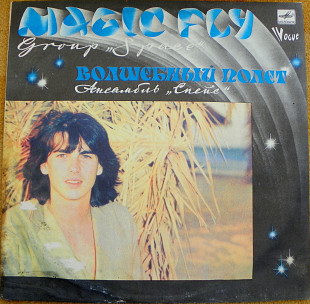 MAGIC FLY
Group „Space"
Vogue
ВОЛШЕБНЫЙ ПОЛЕТ
Ансамбль „Спейс"